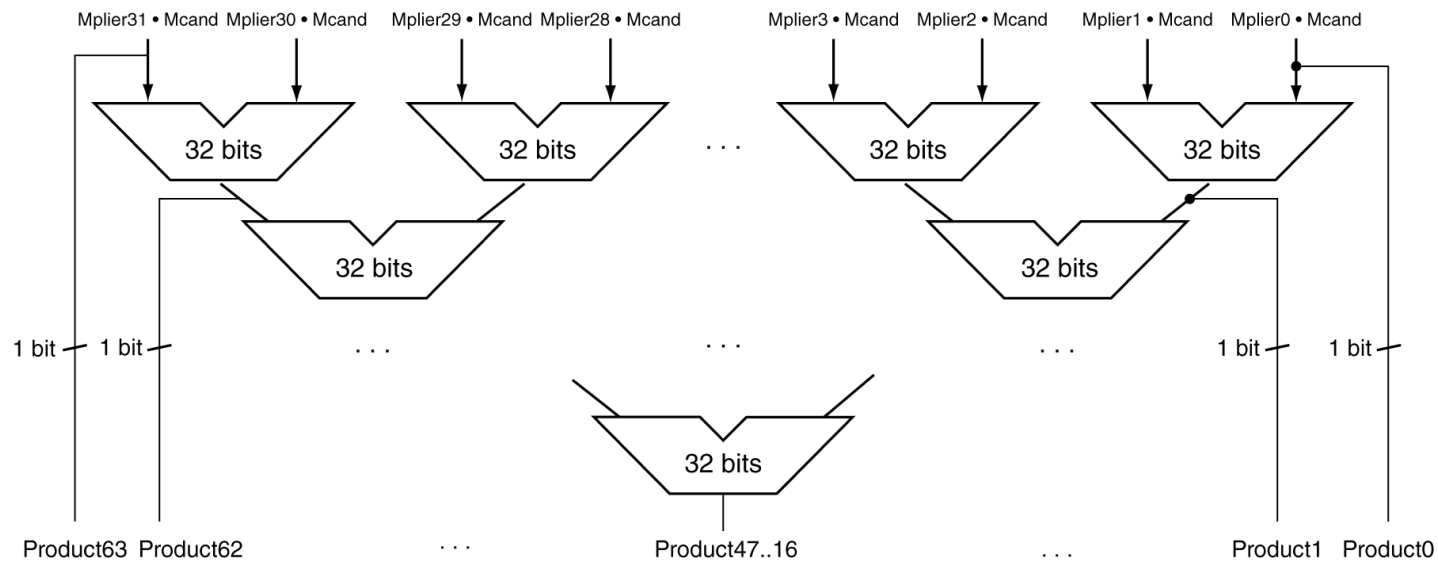 Mplier31 • Mcand Mplier30 • Mcand Mplier29 • Mcand Mplier28 • Mcand Mplier3 • Mcand Mplier2 • Mcand Mplier1 • Mcand Mplier0 • Mcand
32 bits 32 bits . . . 32 bits 32 bits
32 bits 32 bits
1 bit 1 bit . . . . . . . . . 1 bit 1 bit
32 bits
Product63 Product62 . . . Product47..16 . . . Product1 Product0